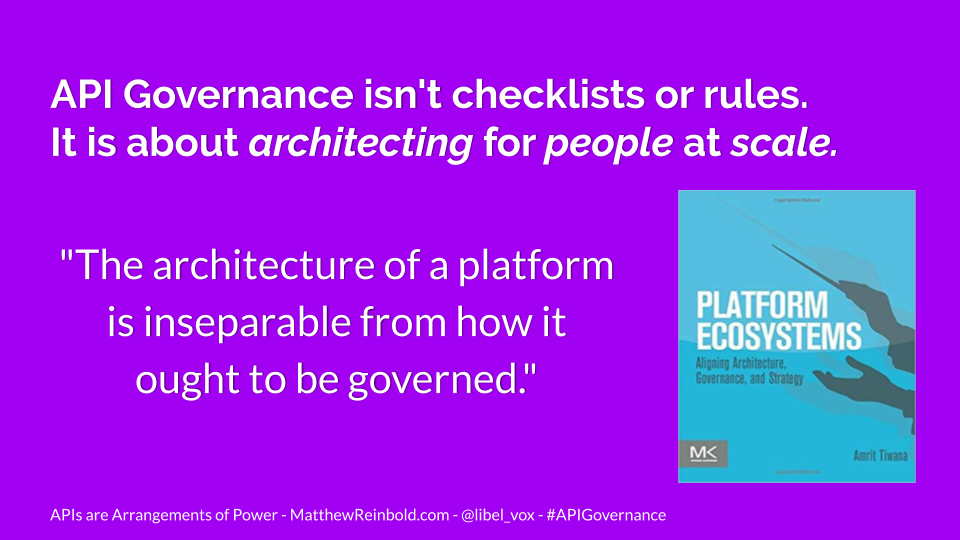 API Governance isn't checklists or rules.
It is about architecting for people at scale.
"The architecture of a platform
is inseparable from how it
ought to be governed."
PLATFORM
ECOSYSTEMS
Aligning Architecture,
Governance, and Strategy
MK
Amrit Tiwana
APIs are Arrangements of Power - MatthewReinbold.com - @libel_vox - #APIGovernance